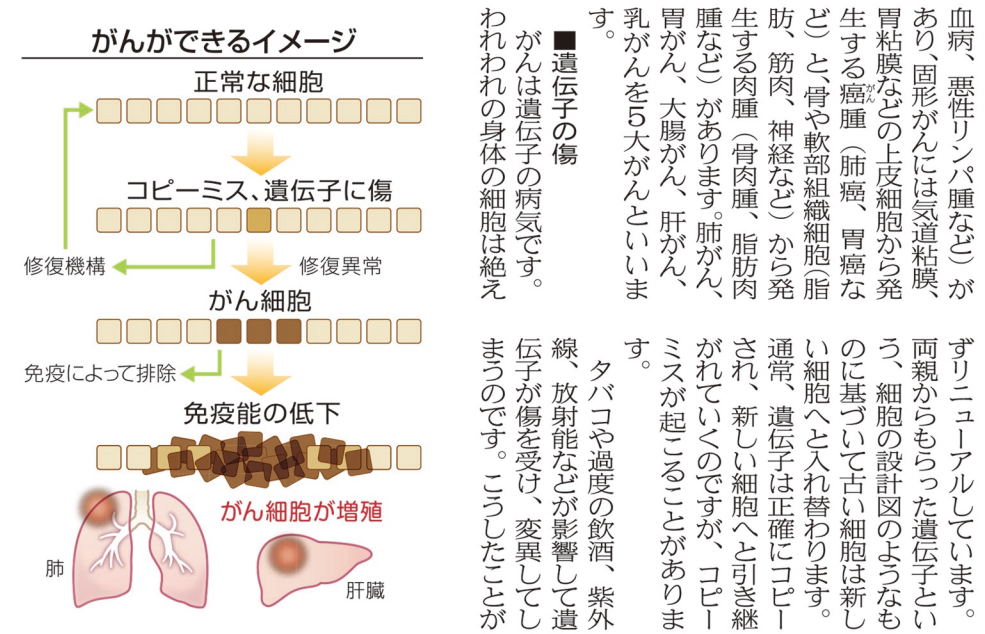 がんができるイメージ
正常な細胞
コピーミス、遺伝子に傷
修復機構
修復異常
がん細胞
免疫によって排除
免疫能の低下
がん細胞が増殖
肺
肝臓
血病、悪性リンパ腫など）が
あり、固形がんには気道粘膜、
胃粘膜などの上皮細胞から発
生する癌腫（肺癌、胃癌な
がん
ど）と、骨や軟部組織細胞（脂
肪、筋肉、神経など）から発
生する肉腫（骨肉腫、脂肪肉
腫など）があります。肺がん、
胃がん、大腸がん、肝がん、
乳がんを５大がんといいま
す。
■遺伝子の傷
がんは遺伝子の病気です。
われわれの身体の細胞は絶え
ずリニューアルしています。
両親からもらった遺伝子とい
う、細胞の設計図のようなも
のに基づいて古い細胞は新し
い細胞へと入れ替わります。
通常、遺伝子は正確にコピー
され、新しい細胞へと引き継
がれていくのですが、コピー
ミスが起こることがありま
す。
タバコや過度の飲酒、紫外
線、放射能などが影響して遺
伝子が傷を受け、変異してし
まうのです。こうしたことが